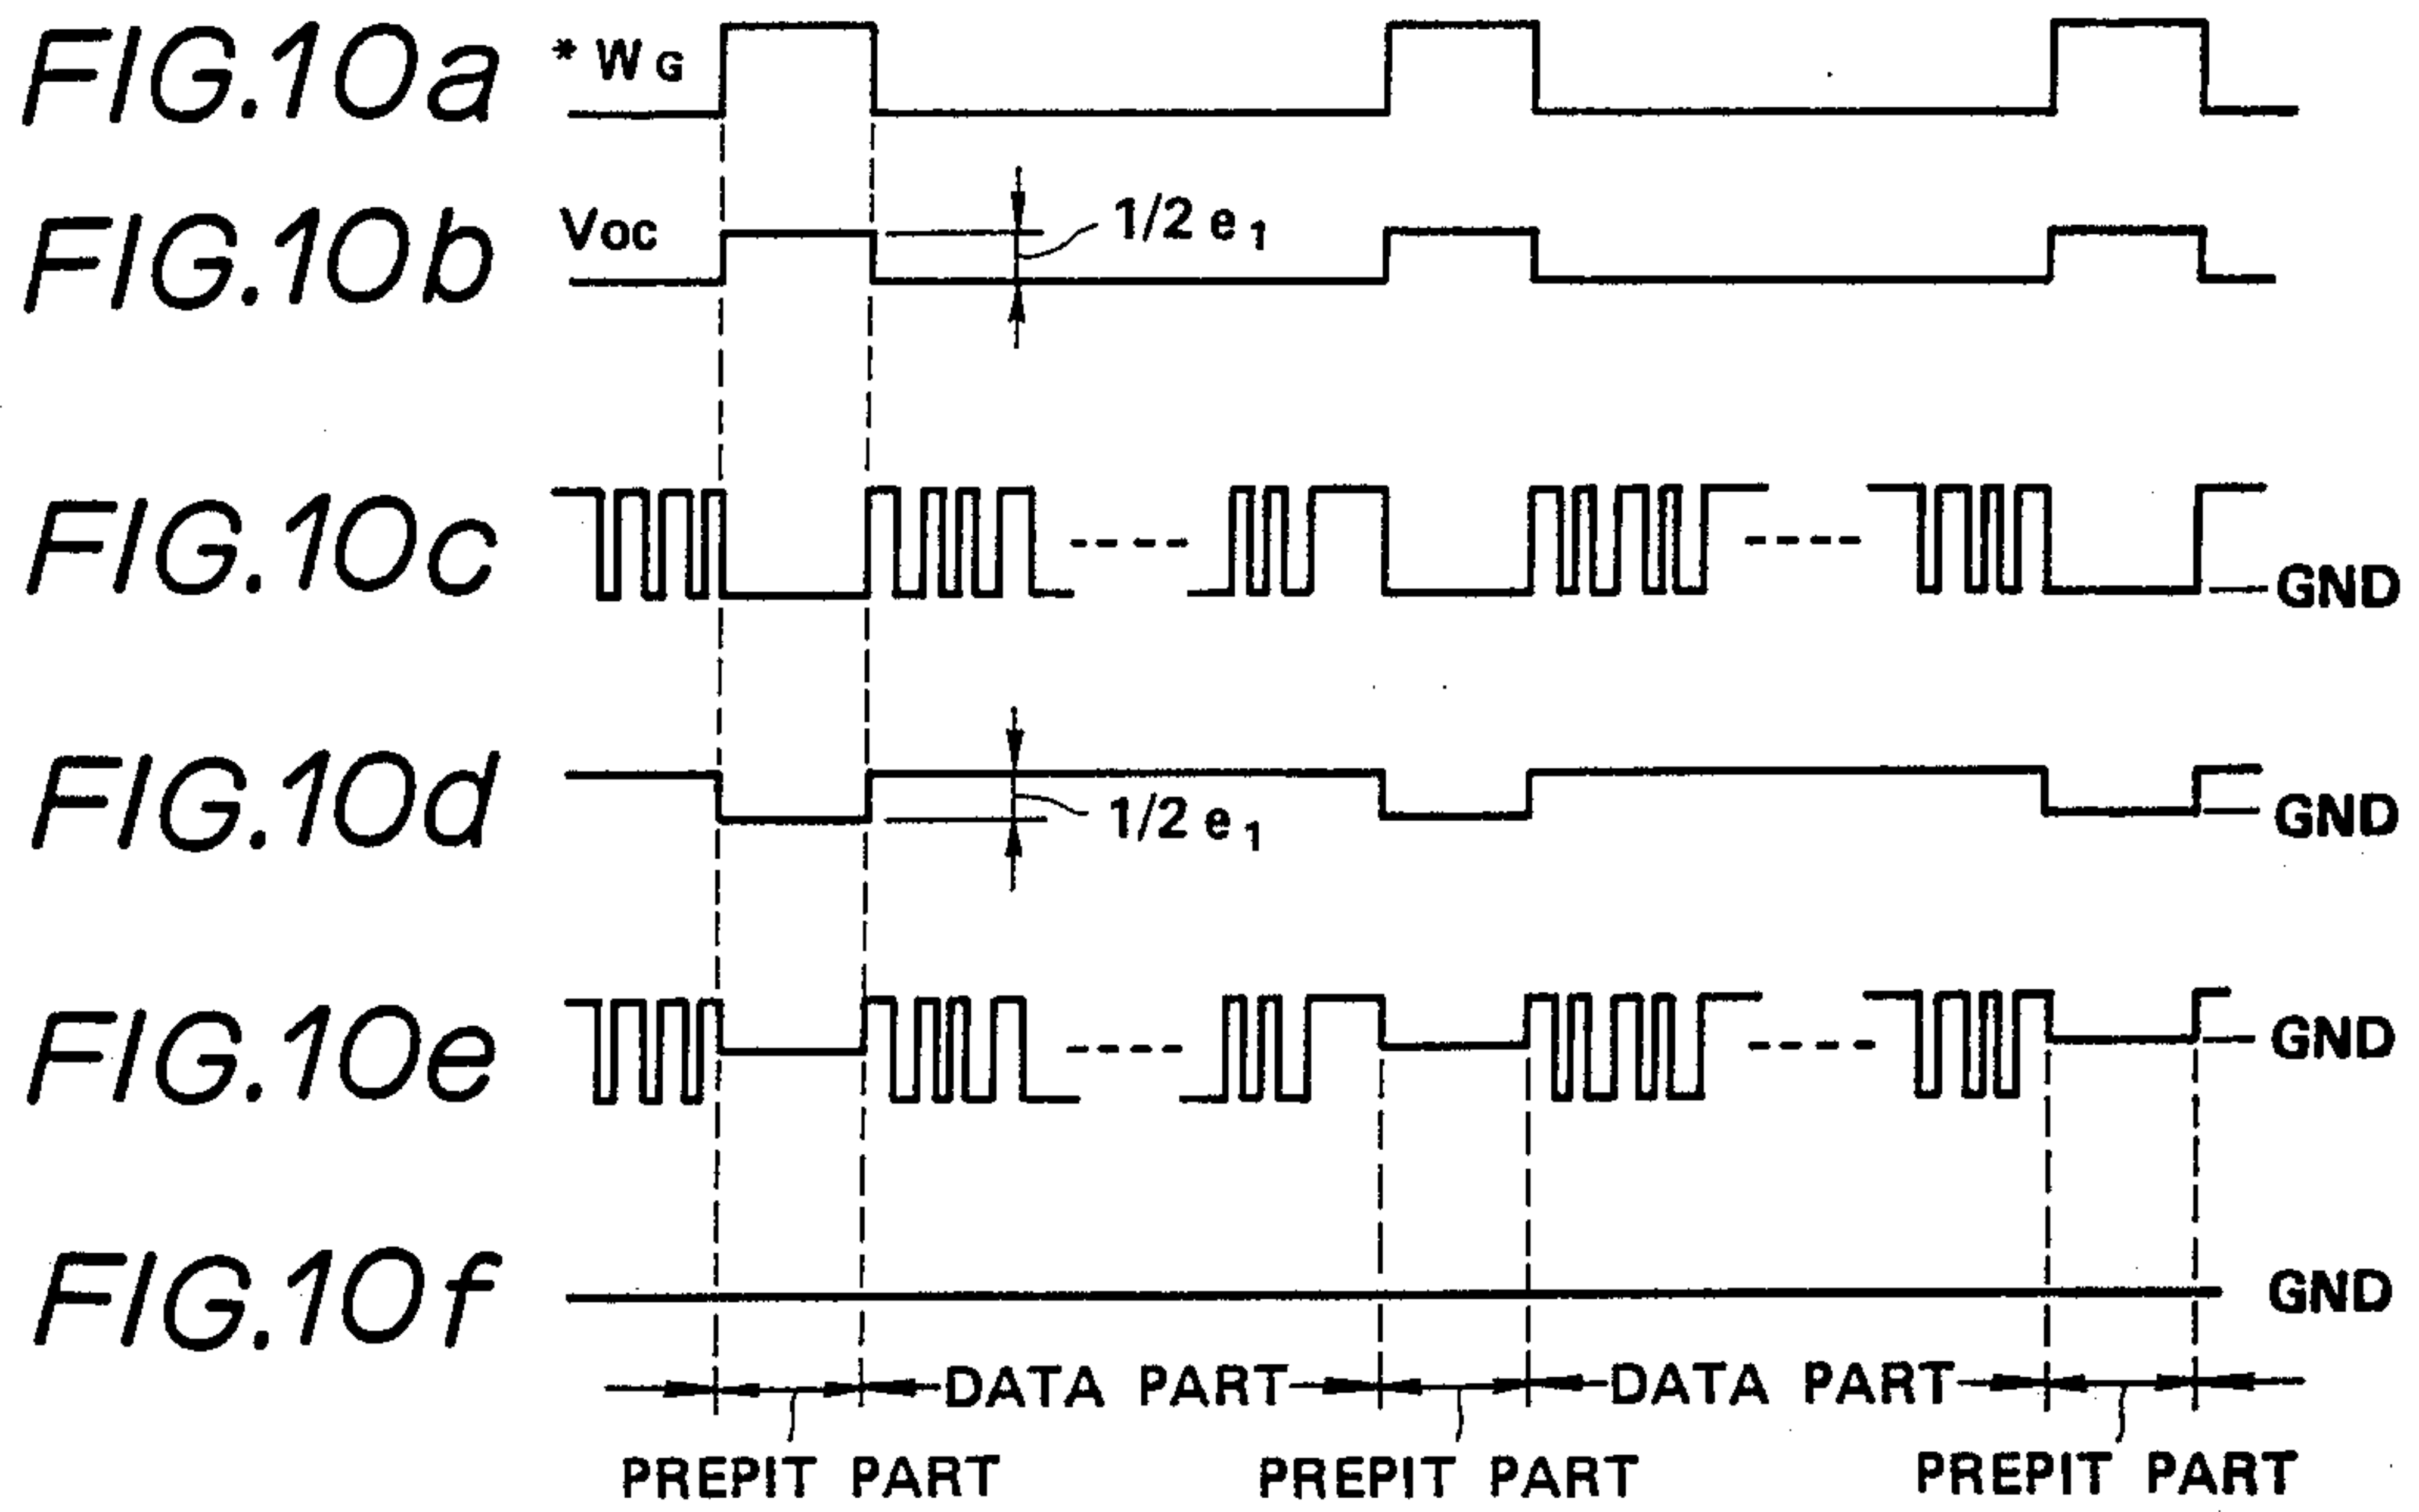 FIG.10a *WG
FIG.10b VOC 1/2 e1
FIG.10c GND
FIG.10d 1/2 e1 GND
FIG.10e GND
FIG.10f GND
DATA PART DATA PART
PREPIT PART PREPIT PART PREPIT PART